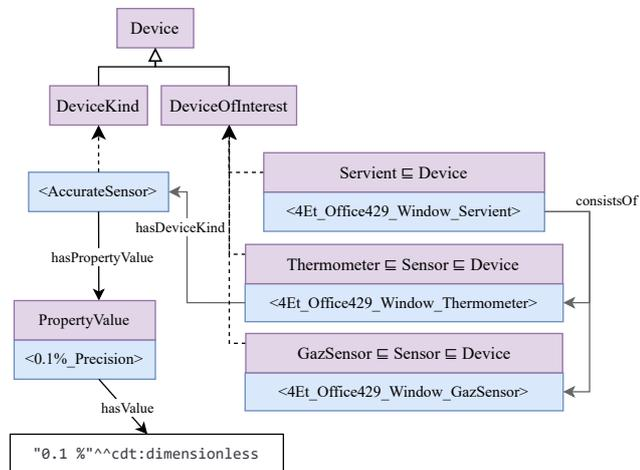 Device
DeviceKind
DeviceOfInterest
Servient ⊑ Device
<4Et_Office429_Window_Servient>
consistsOf
<AccurateSensor>
hasDeviceKind
hasPropertyValue
Thermometer ⊑ Sensor ⊑ Device
<4Et_Office429_Window_Thermometer>
PropertyValue
<0.1%_Precision>
GazSensor ⊑ Sensor ⊑ Device
<4Et_Office429_Window_GazSensor>
hasValue
"0.1 %"^^cdt:dimensionless